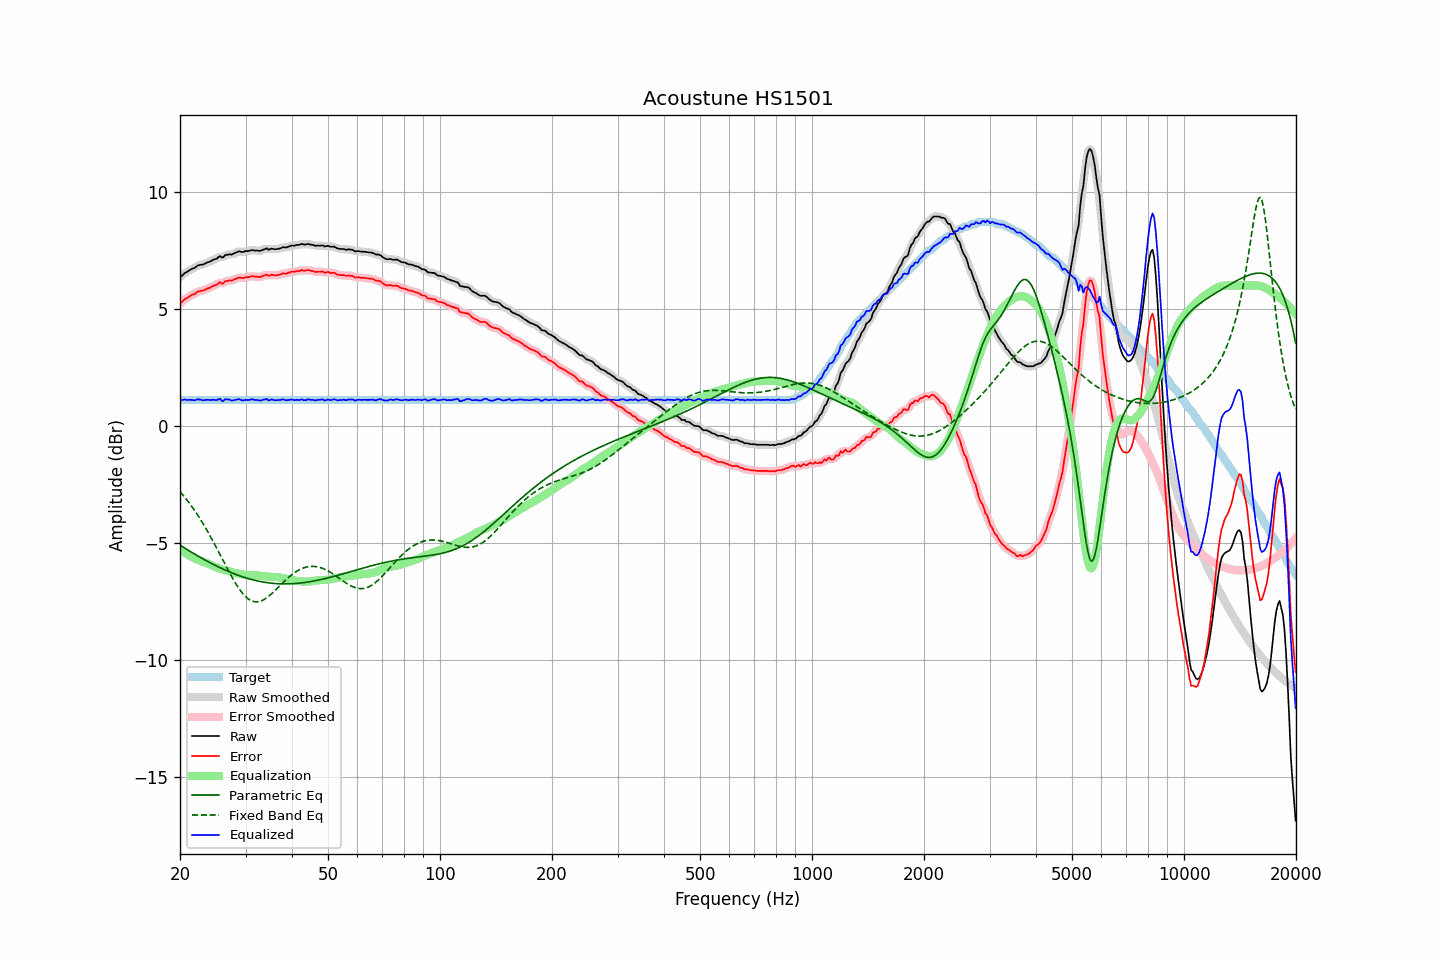 Acoustune HS1501
Amplitude (dBr)
10
5
0
−5
−10
−15
Target
Raw Smoothed
Error Smoothed
Raw
Error
Equalization
Parametric Eq
Fixed Band Eq
Equalized
20 50 100 200 500 1000 2000 5000 10000 20000
Frequency (Hz)